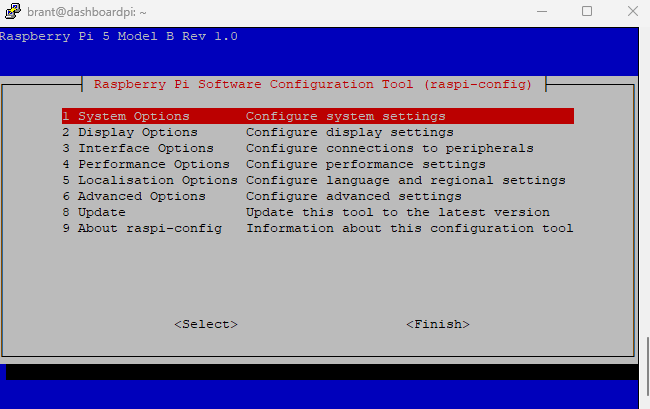 brant@dashboardpi: ~
Raspberry Pi 5 Model B Rev 1.0
Raspberry Pi Software Configuration Tool (raspi-config)
1 System Options Configure system settings
2 Display Options Configure display settings
3 Interface Options Configure connections to peripherals
4 Performance Options Configure performance settings
5 Localisation Options Configure language and regional settings
6 Advanced Options Configure advanced settings
8 Update Update this tool to the latest version
9 About raspi-config Information about this configuration tool
<Select> <Finish>